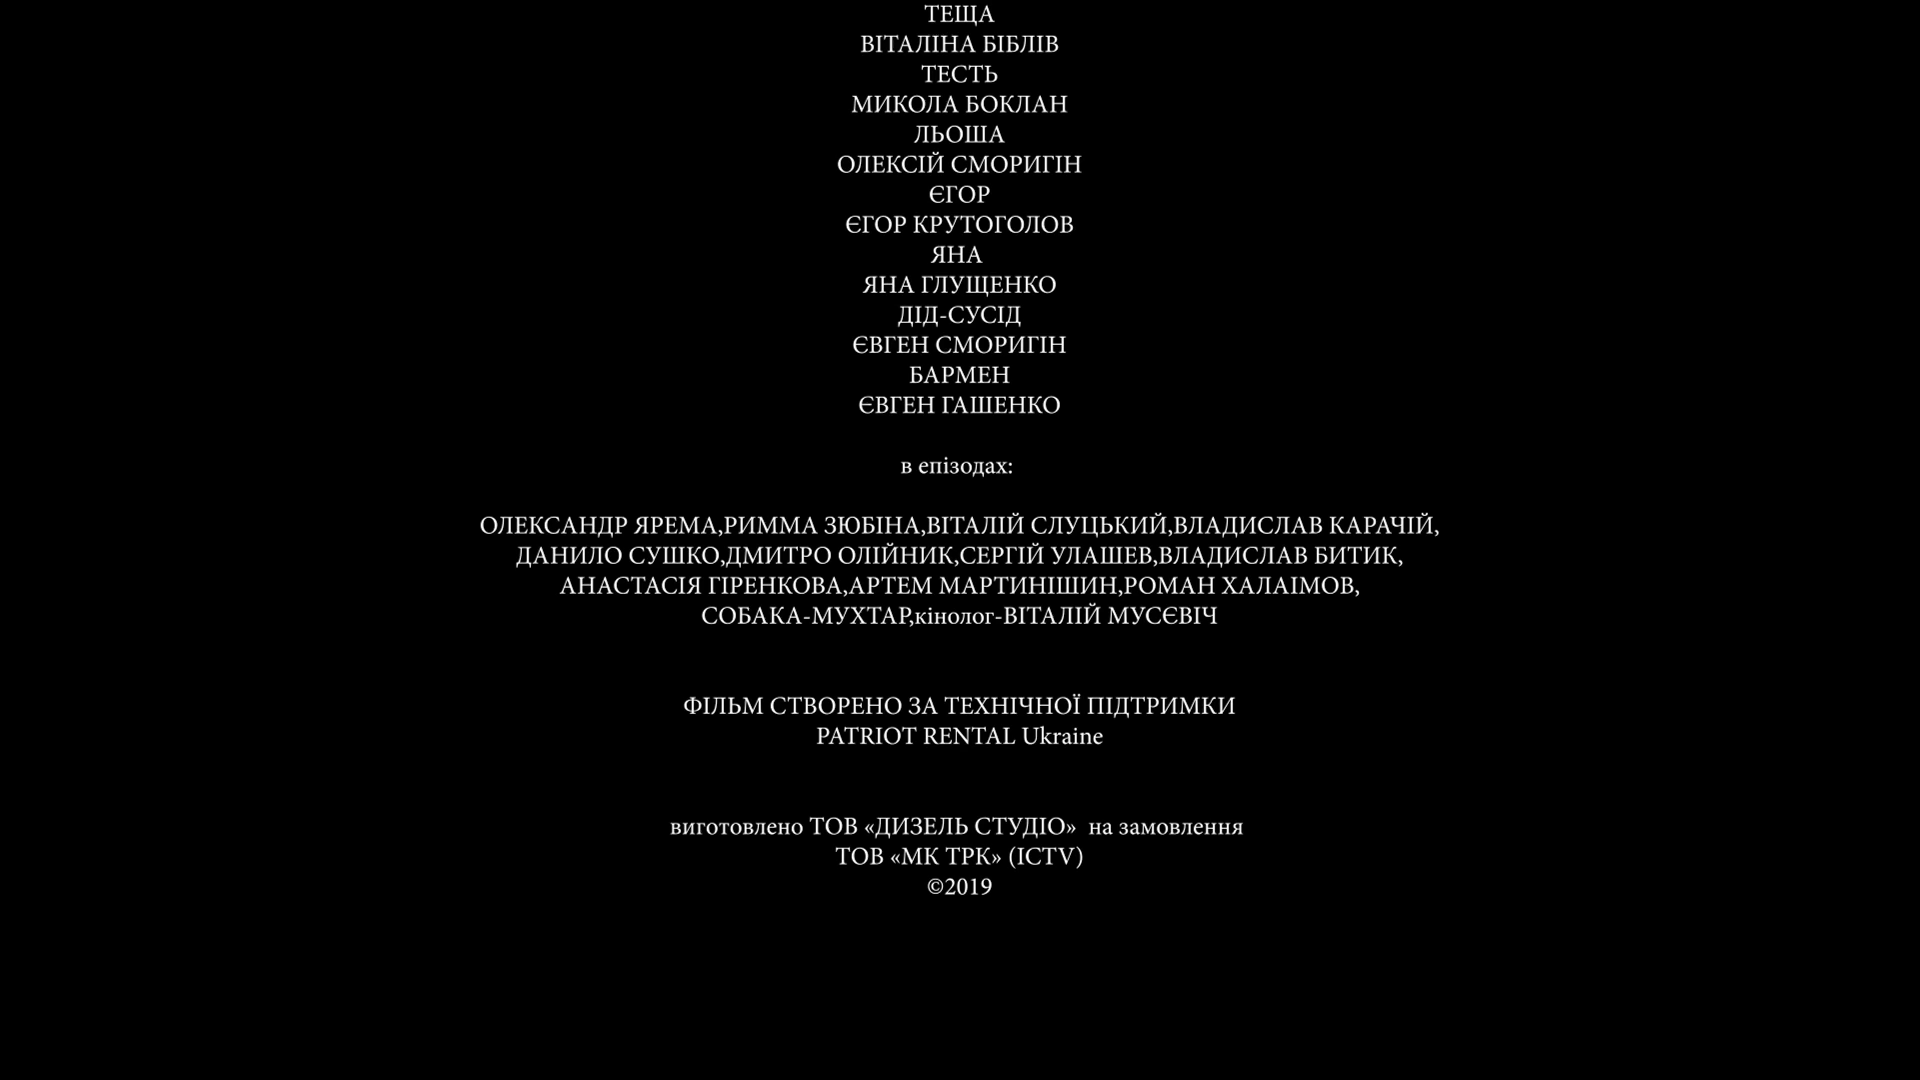 ТЕЩА
ВІТАЛІНА БІБЛІВ
ТЕСТЬ
МИКОЛА БОКЛАН
ЛЬОША
ОЛЕКСІЙ СМОРИГІН
ЄГОР
ЄГОР КРУТОГОЛОВ
ЯНА
ЯНА ГЛУЩЕНКО
ДІД-СУСІД
ЄВГЕН СМОРИГІН
БАРМЕН
ЄВГЕН ГАШЕНКО
в епізодах:
ОЛЕКСАНДР ЯРЕМА,РИММА ЗЮБІНА,ВІТАЛІЙ СЛУЦЬКИЙ,ВЛАДИСЛАВ КАРАЧІЙ,
ДАНИЛО СУШКО,ДМИТРО ОЛІЙНИК,СЕРГІЙ УЛАШЕВ,ВЛАДИСЛАВ БИТИК,
АНАСТАСІЯ ГІРЕНКОВА,АРТЕМ МАРТИНІШИН,РОМАН ХАЛАІМОВ,
СОБАКА-МУХТАР,кінолог-ВІТАЛІЙ МУСЄВІЧ
ФІЛЬМ СТВОРЕНО ЗА ТЕХНІЧНОЇ ПІДТРИМКИ
PATRIOT RENTAL Ukraine
виготовлено ТОВ «ДИЗЕЛЬ СТУДІО»  на замовлення
ТОВ «МК ТРК» (ICTV)
©2019